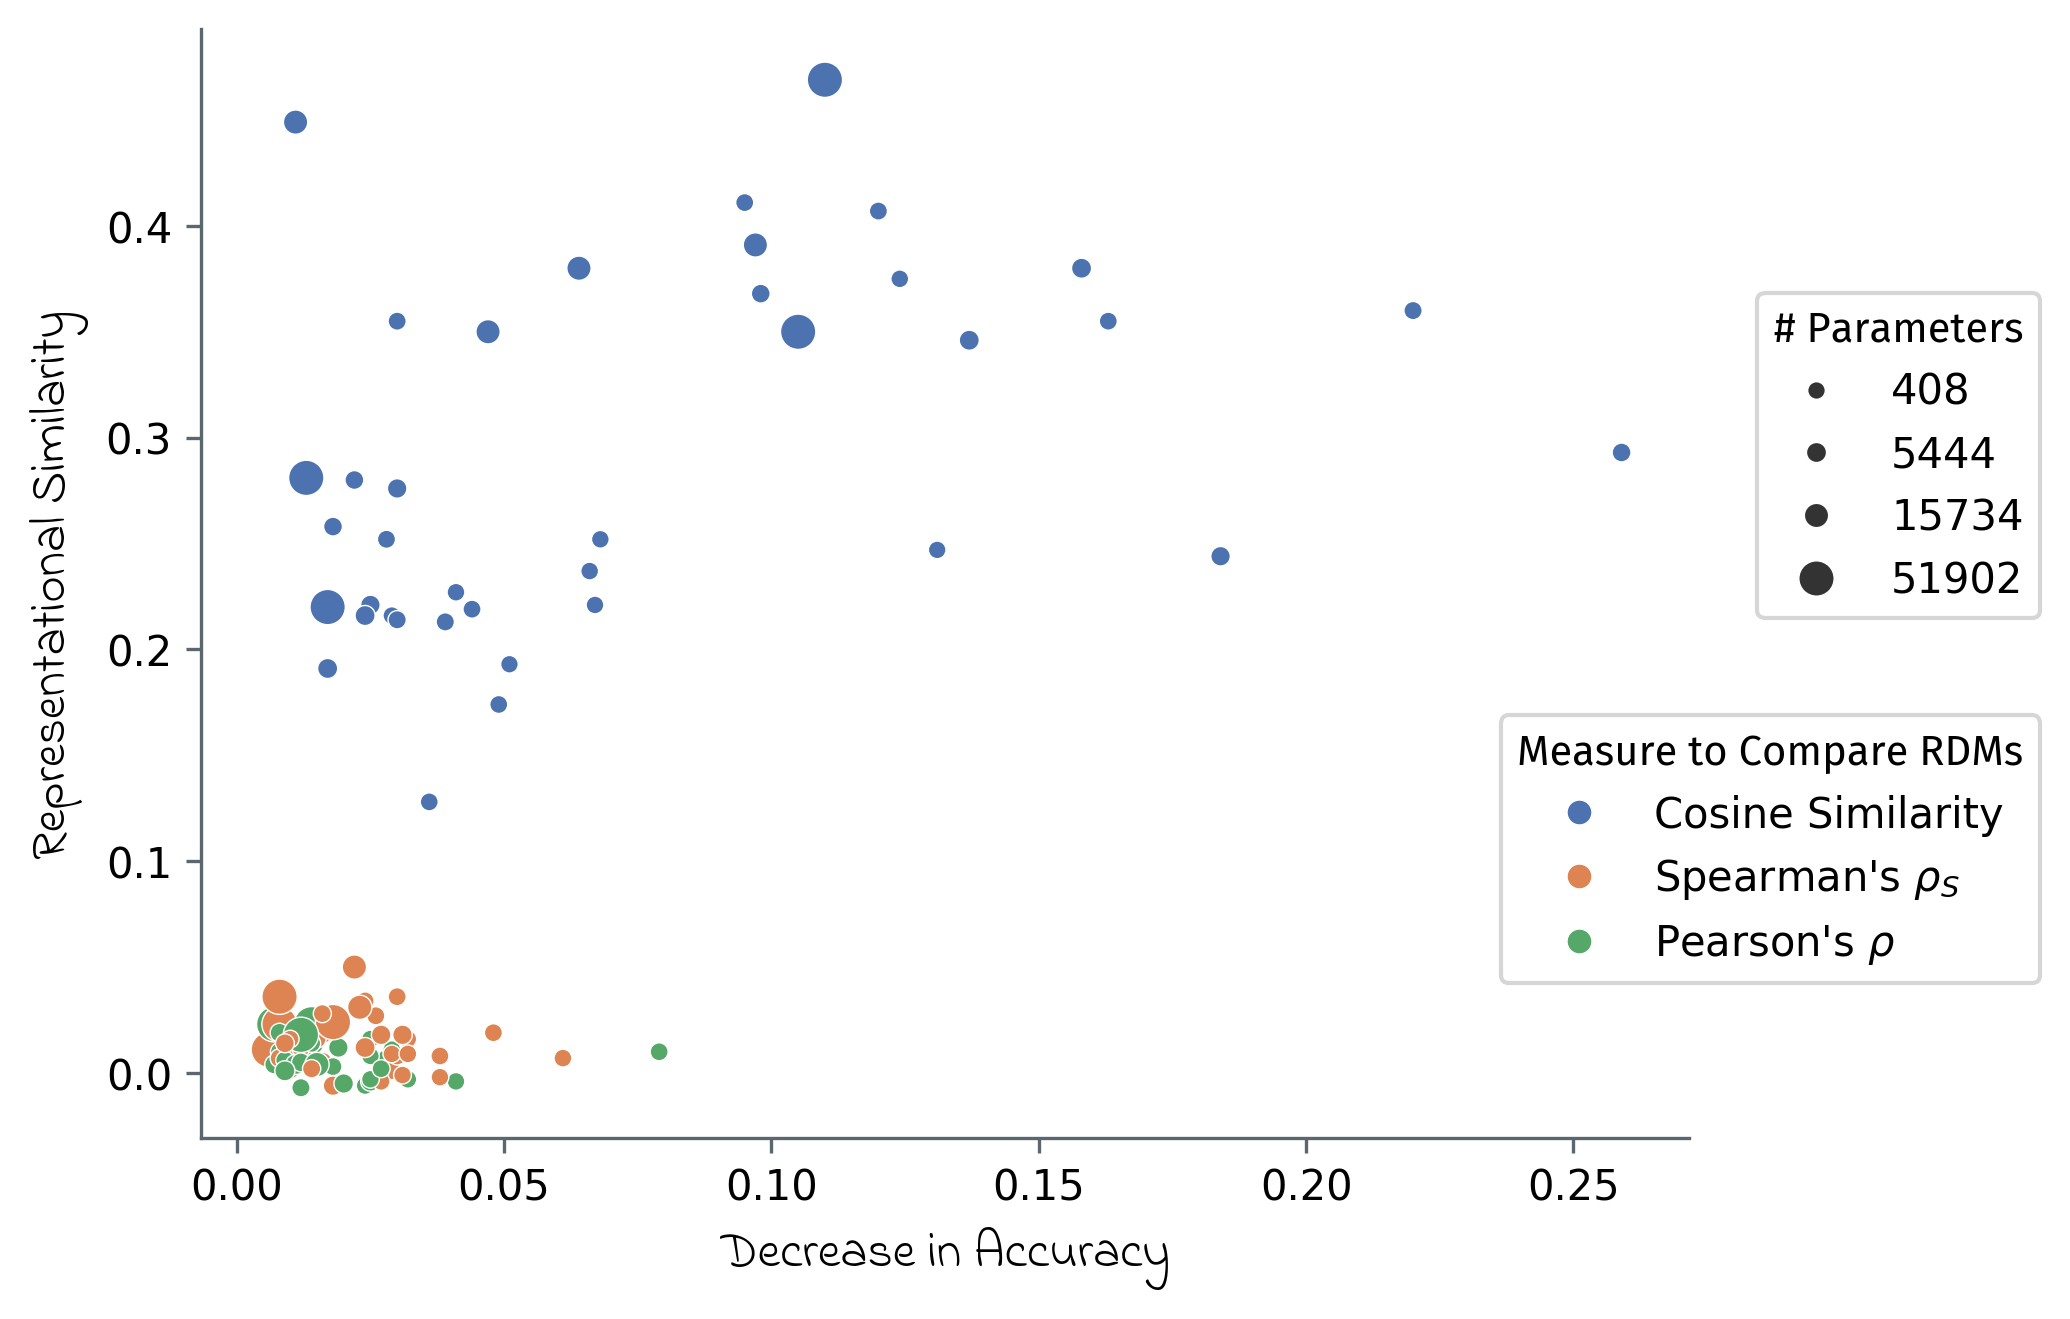 Representational Similarity
0.4
0.3
0.2
0.1
0.0
0.00 0.05 0.10 0.15 0.20 0.25
Decrease in Accuracy
# Parameters
408
5444
15734
51902
Measure to Compare RDMs
Cosine Similarity
Spearman's ρS
Pearson's ρ